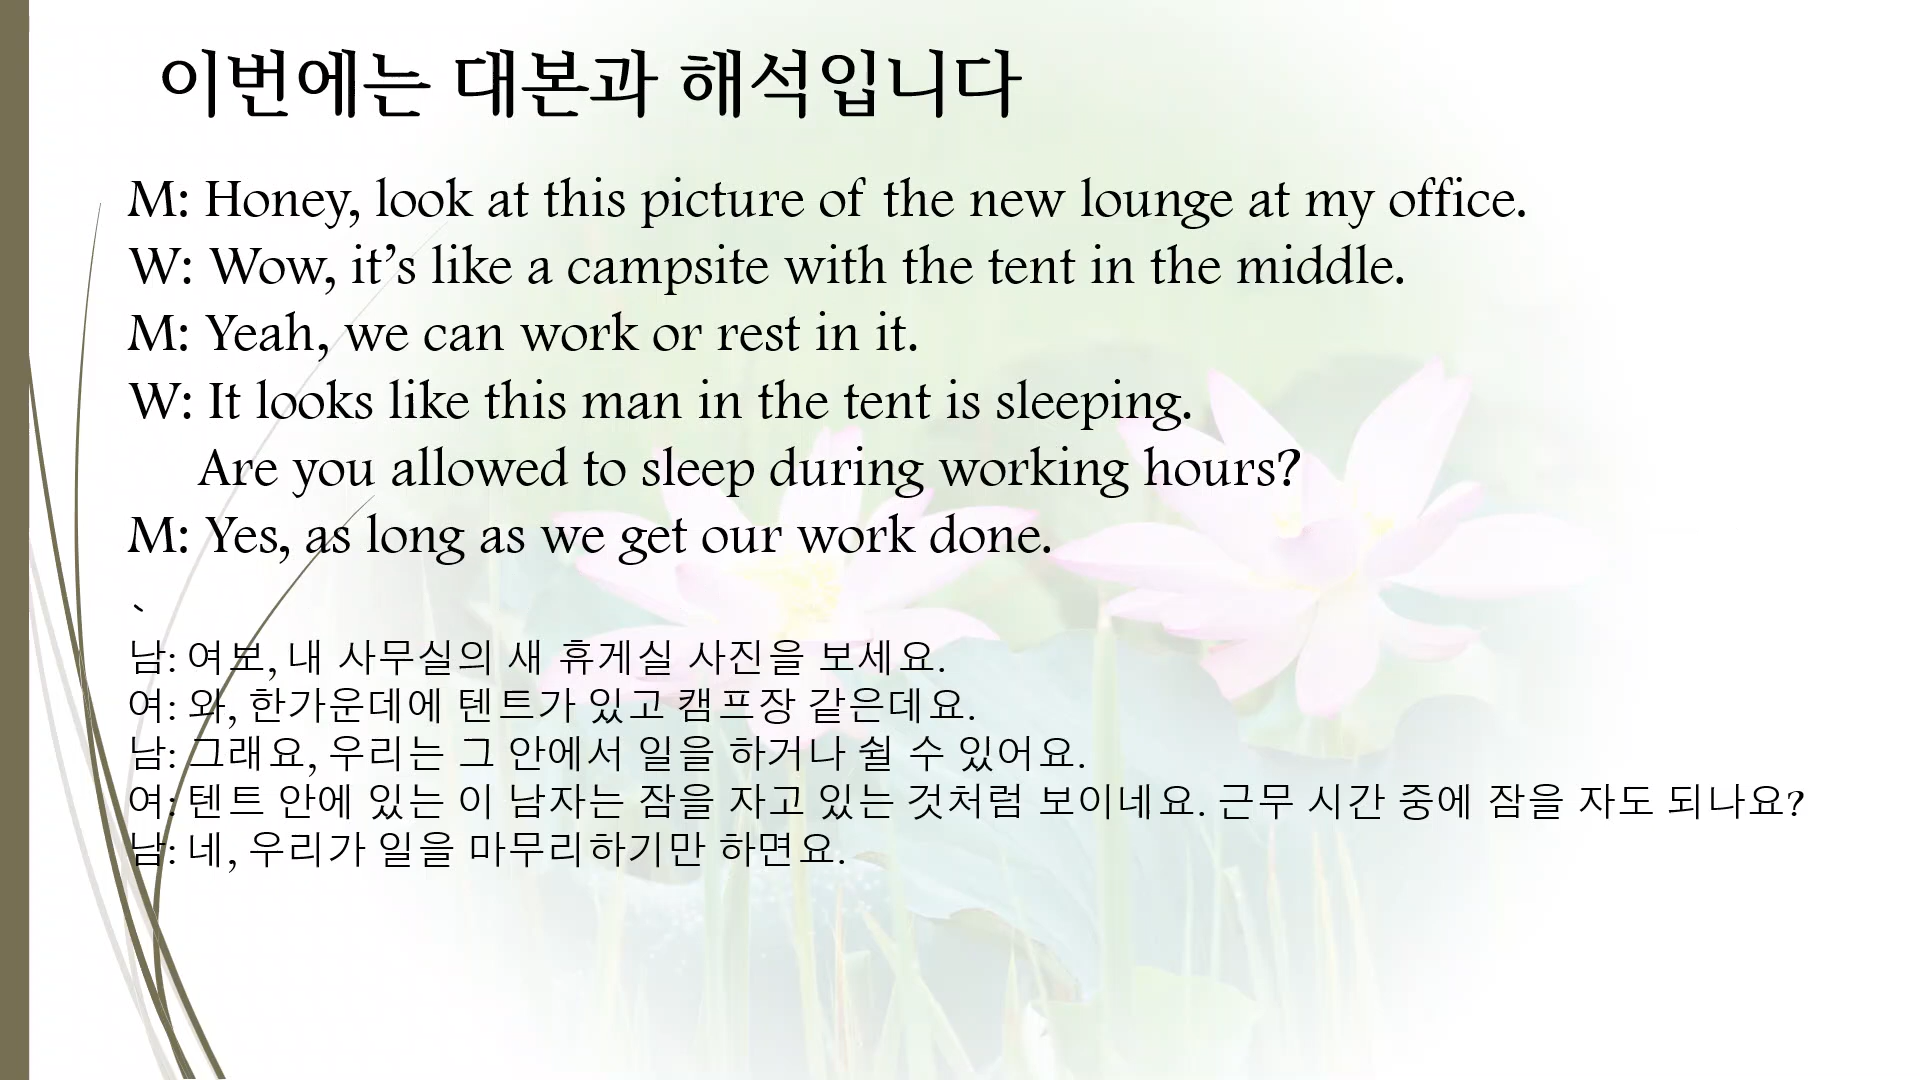 이번에는 대본과 해석입니다
M: Honey, look at this picture of the new lounge at my office.
W: Wow, it’s like a campsite with the tent in the middle.
M: Yeah, we can work or rest in it.
W: It looks like this man in the tent is sleeping.
Are you allowed to sleep during working hours?
M: Yes, as long as we get our work done.
`
남: 여보, 내 사무실의 새 휴게실 사진을 보세요.
여: 와, 한가운데에 텐트가 있고 캠프장 같은데요.
남: 그래요, 우리는 그 안에서 일을 하거나 쉴 수 있어요.
여: 텐트 안에 있는 이 남자는 잠을 자고 있는 것처럼 보이네요. 근무 시간 중에 잠을 자도 되나요?
남: 네, 우리가 일을 마무리하기만 하면요.